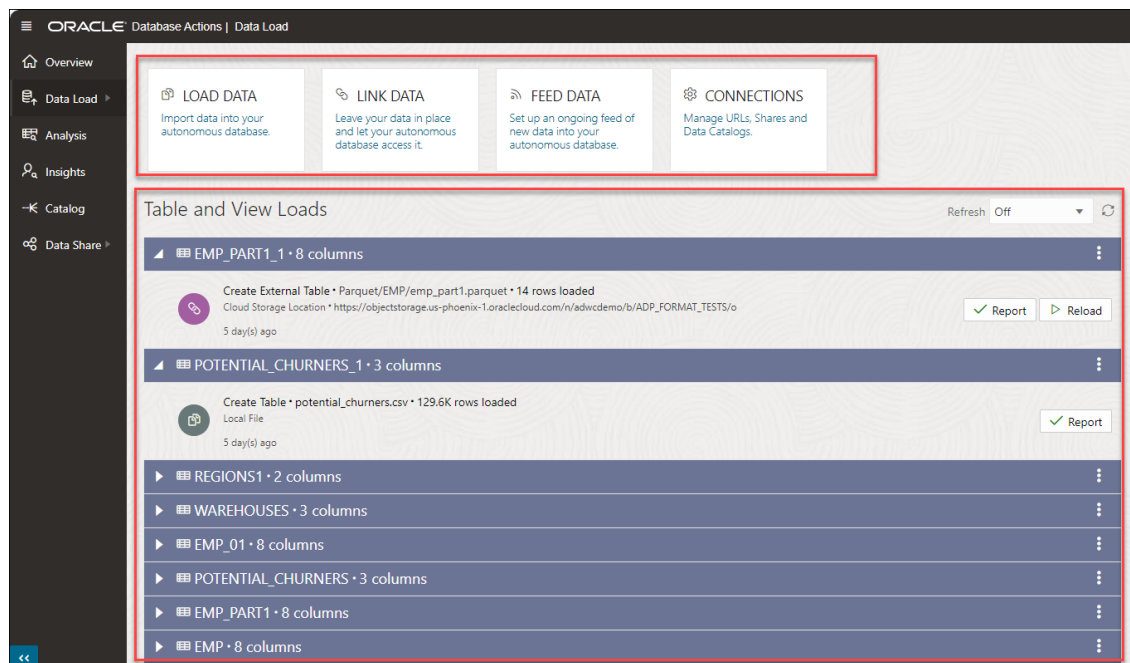 ORACLE Database Actions | Data Load
Overview
Data Load
Analysis
Insights
Catalog
Data Share
LOAD DATA
Import data into your
autonomous database.
LINK DATA
Leave your data in place
and let your autonomous
database access it.
FEED DATA
Set up an ongoing feed of
new data into your
autonomous database.
CONNECTIONS
Manage URLs, Shares and
Data Catalogs.
Table and View Loads
Refresh Off
EMP_PART1_1 • 8 columns
Create External Table • Parquet/EMP/emp_part1.parquet • 14 rows loaded
Cloud Storage Location • https://objectstorage.us-phoenix-1.oraclecloud.com/n/adwcdemo/b/ADP_FORMAT_TESTS/o
5 day(s) ago
Report
Reload
POTENTIAL_CHURNERS_1 • 3 columns
Create Table • potential_churners.csv • 129.6K rows loaded
Local File
5 day(s) ago
Report
REGIONS1 • 2 columns
WAREHOUSES • 3 columns
EMP_01 • 8 columns
POTENTIAL_CHURNERS • 3 columns
EMP_PART1 • 8 columns
EMP • 8 columns